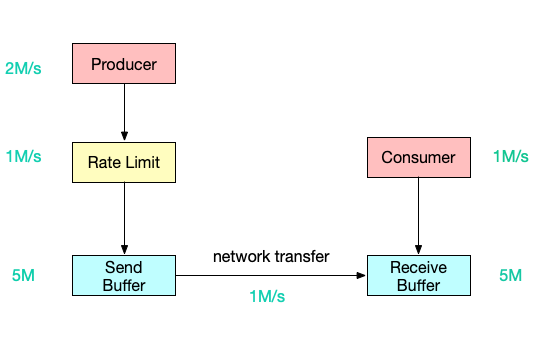 Producer
2M/s
1M/s
Rate Limit
Consumer
1M/s
network transfer
5M
Send
Buffer
1M/s
Receive
Buffer
5M